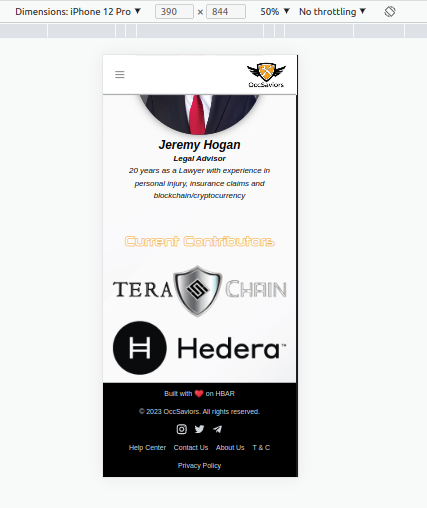 Dimensions: iPhone 12 Pro ▼ 390 × 844 50% ▼ No throttling ▼
OccSaviors
Jeremy Hogan
Legal Advisor
20 years as a Lawyer with experience in
personal injury, insurance claims and
blockchain/cryptocurrency
Current Contributors
TERA CHAIN
H Hedera™
Built with ❤️ on HBAR
© 2023 OccSaviors. All rights reserved.
Help Center Contact Us About Us T & C
Privacy Policy